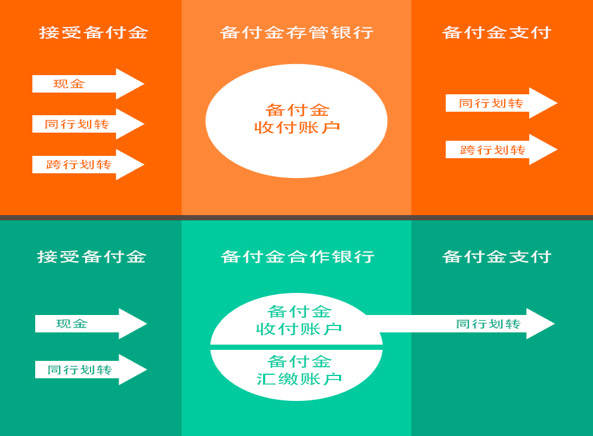 接受备付金
备付金存管银行
备付金支付
现金
同行划转
跨行划转
备付金
收付账户
同行划转
跨行划转
接受备付金
备付金合作银行
备付金支付
现金
同行划转
备付金
收付账户
备付金
汇缴账户
同行划转